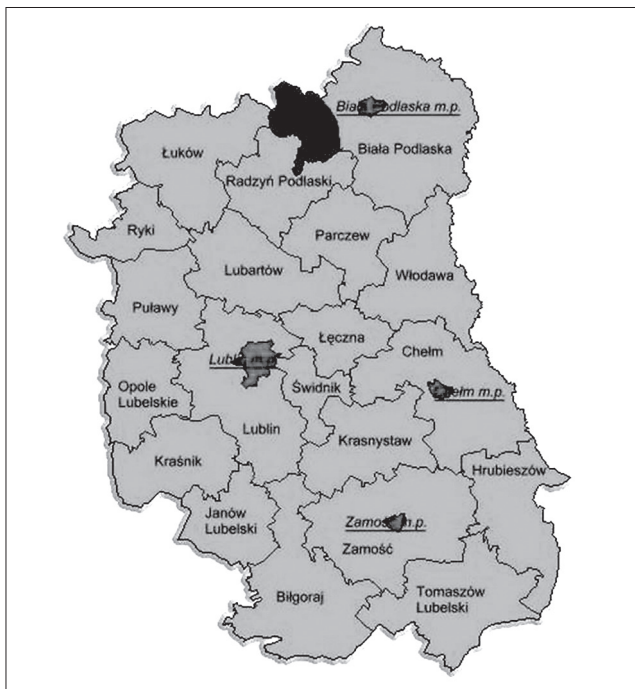 Biała Podlaska m.p.
Łuków
Biała Podlaska
Radzyń Podlaski
Ryki
Parczew
Lubartów
Włodawa
Puławy
Łęczna
Chełm
Lublin m.p.
Opole
Lubelskie
Świdnik
Chełm m.p.
Lublin
Krasnystaw
Kraśnik
Hrubieszów
Janów
Lubelski
Zamość m.p.
Zamość
Biłgoraj
Tomaszów
Lubelski